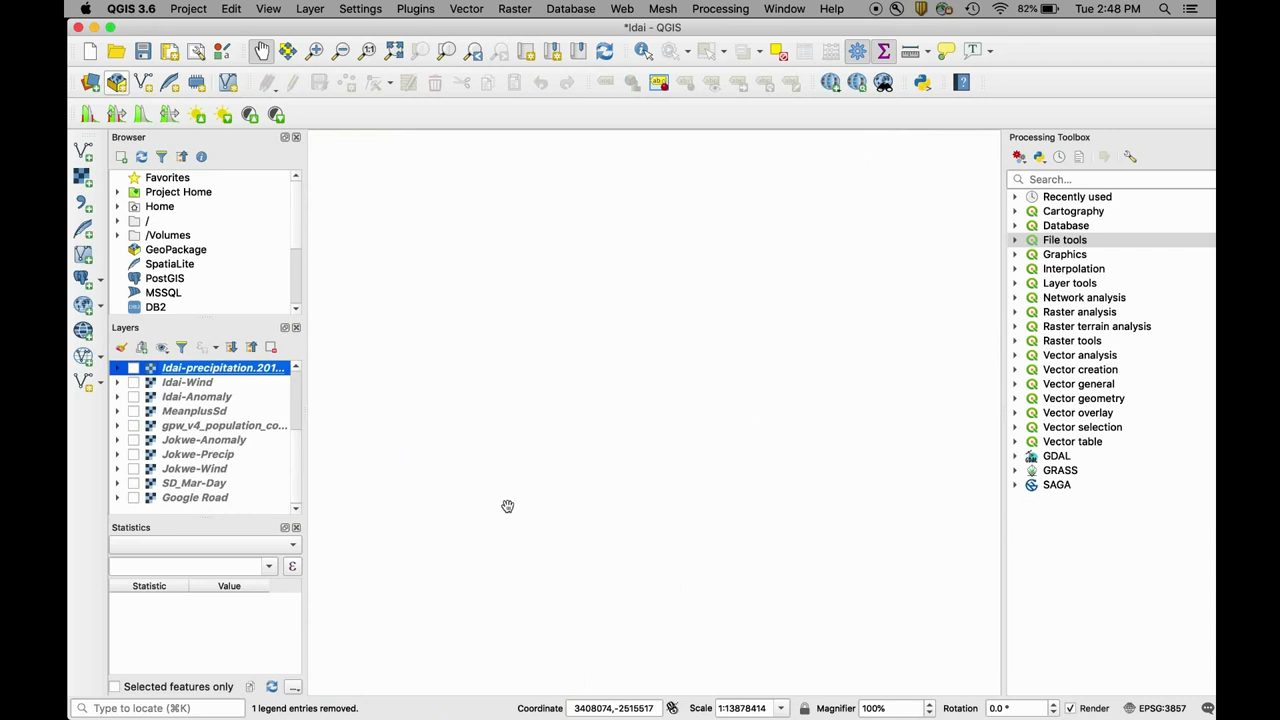 QGIS 3.6 Project Edit View Layer Settings Plugins Vector Raster Database Web Mesh Processing Window Help 82% Tue 2:48 PM
*Idai - QGIS
Browser
Favorites
Project Home
Home
/
/Volumes
GeoPackage
SpatiaLite
PostGIS
MSSQL
DB2
Layers
Idai-precipitation.201...
Idai-Wind
Idai-Anomaly
MeanplusSd
gpw_v4_population_co...
Jokwe-Anomaly
Jokwe-Precip
Jokwe-Wind
SD_Mar-Day
Google Road
Statistics
Statistic Value
Selected features only
Processing Toolbox
Search...
Recently used
Cartography
Database
File tools
Graphics
Interpolation
Layer tools
Network analysis
Raster analysis
Raster terrain analysis
Raster tools
Vector analysis
Vector creation
Vector general
Vector geometry
Vector overlay
Vector selection
Vector table
GDAL
GRASS
SAGA
Type to locate (⌘K) 1 legend entries removed. Coordinate 3408074,-2515517 Scale 1:13878414 Magnifier 100% Rotation 0.0 ° Render EPSG:3857